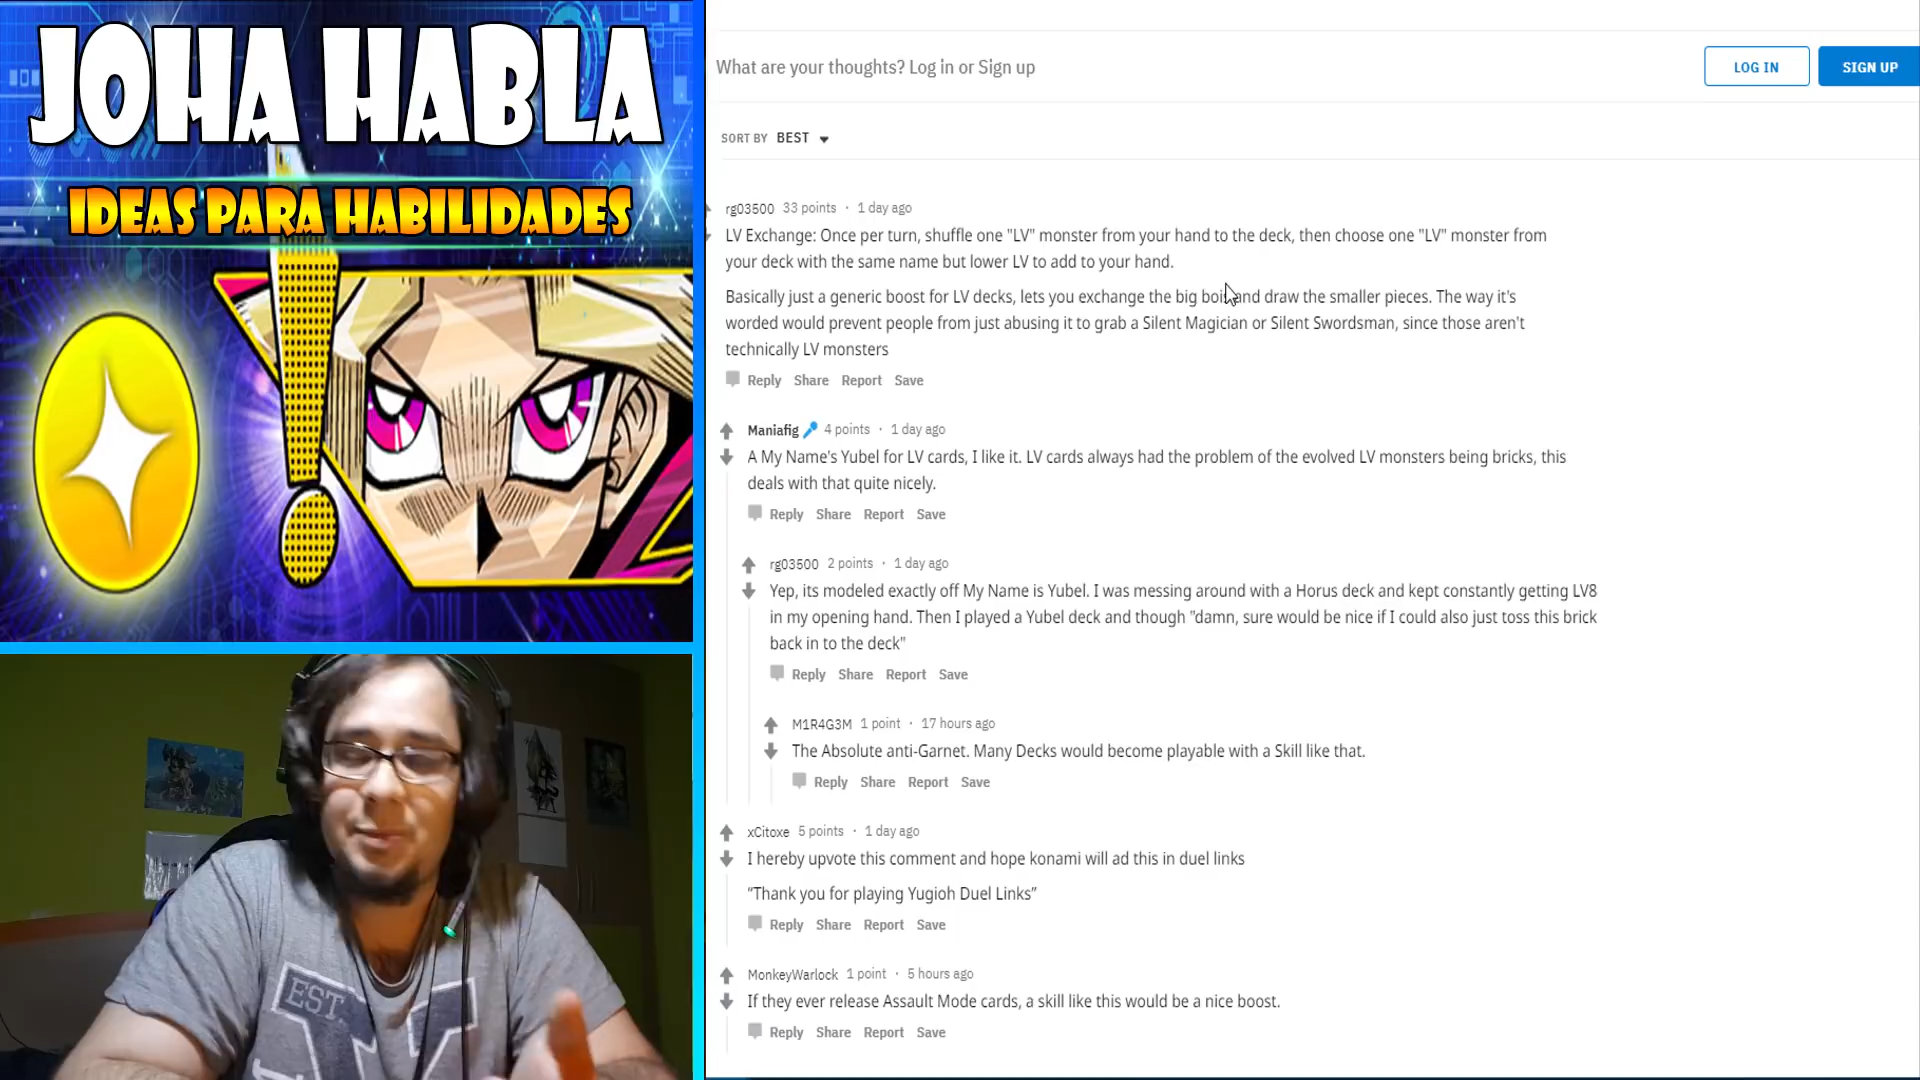 JOHA HABLA
IDEAS PARA HABILIDADES
What are your thoughts? Log in or Sign up
LOG IN
SIGN UP
SORT BY BEST
rg03500 33 points · 1 day ago
LV Exchange: Once per turn, shuffle one "LV" monster from your hand to the deck, then choose one "LV" monster from
your deck with the same name but lower LV to add to your hand.
Basically just a generic boost for LV decks, lets you exchange the big bois and draw the smaller pieces. The way it's
worded would prevent people from just abusing it to grab a Silent Magician or Silent Swordsman, since those aren't
technically LV monsters
Reply Share Report Save
Maniafig 4 points · 1 day ago
A My Name's Yubel for LV cards, I like it. LV cards always had the problem of the evolved LV monsters being bricks, this
deals with that quite nicely.
Reply Share Report Save
rg03500 2 points · 1 day ago
Yep, its modeled exactly off My Name is Yubel. I was messing around with a Horus deck and kept constantly getting LV8
in my opening hand. Then I played a Yubel deck and though "damn, sure would be nice if I could also just toss this brick
back in to the deck"
Reply Share Report Save
M1R4G3M 1 point · 17 hours ago
The Absolute anti-Garnet. Many Decks would become playable with a Skill like that.
Reply Share Report Save
xCitoxe 5 points · 1 day ago
I hereby upvote this comment and hope konami will ad this in duel links
“Thank you for playing Yugioh Duel Links”
Reply Share Report Save
MonkeyWarlock 1 point · 5 hours ago
If they ever release Assault Mode cards, a skill like this would be a nice boost.
Reply Share Report Save
EST.